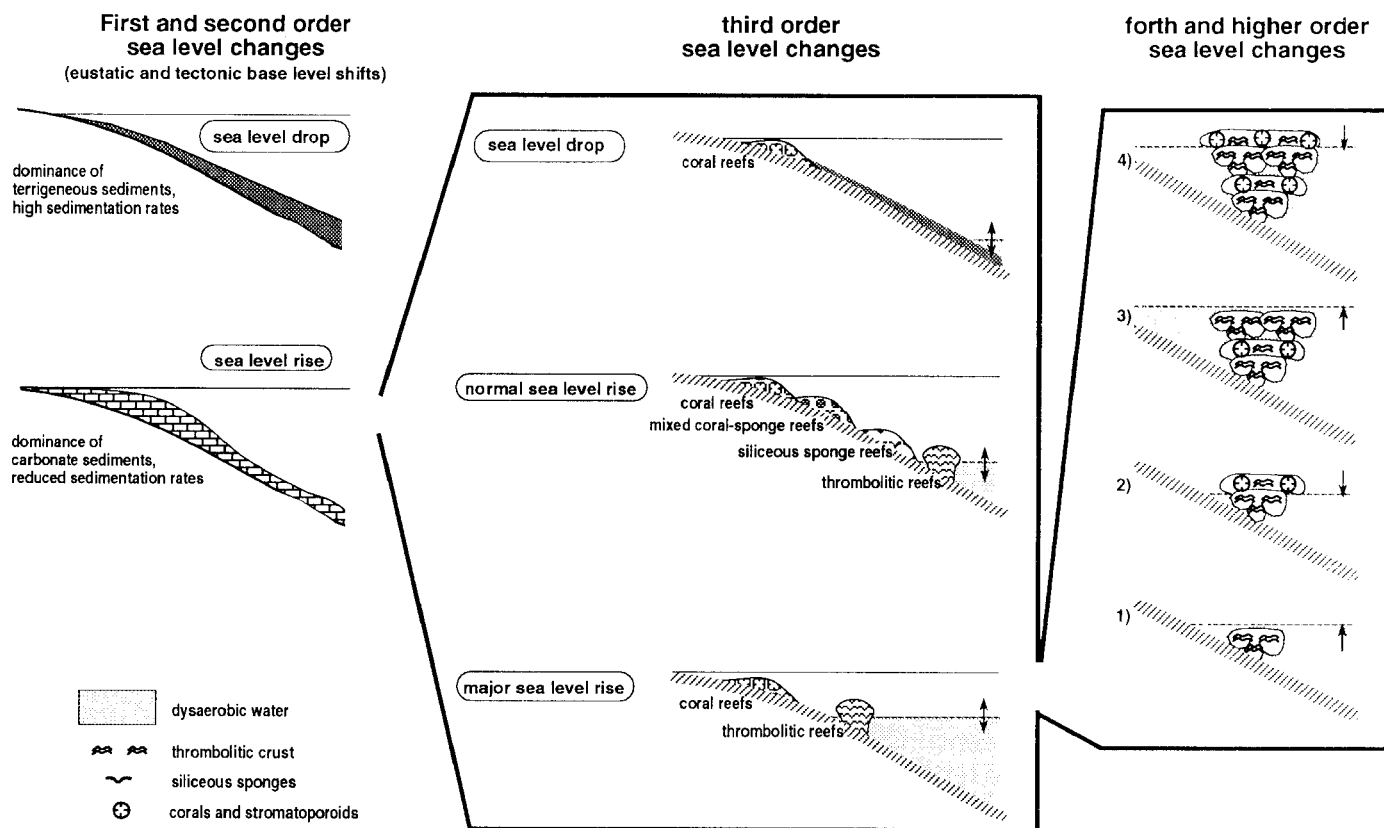 First and second order
sea level changes
(eustatic and tectonic base level shifts)
sea level drop
dominance of
terrigeneous sediments,
high sedimentation rates
sea level rise
dominance of
carbonate sediments,
reduced sedimentation rates
dysaerobic water
thrombolitic crust
siliceous sponges
corals and stromatoporoids
third order
sea level changes
sea level drop
coral reefs
normal sea level rise
coral reefs
mixed coral-sponge reefs
siliceous sponge reefs
thrombolitic reefs
major sea level rise
coral reefs
thrombolitic reefs
forth and higher order
sea level changes
4)
3)
2)
1)